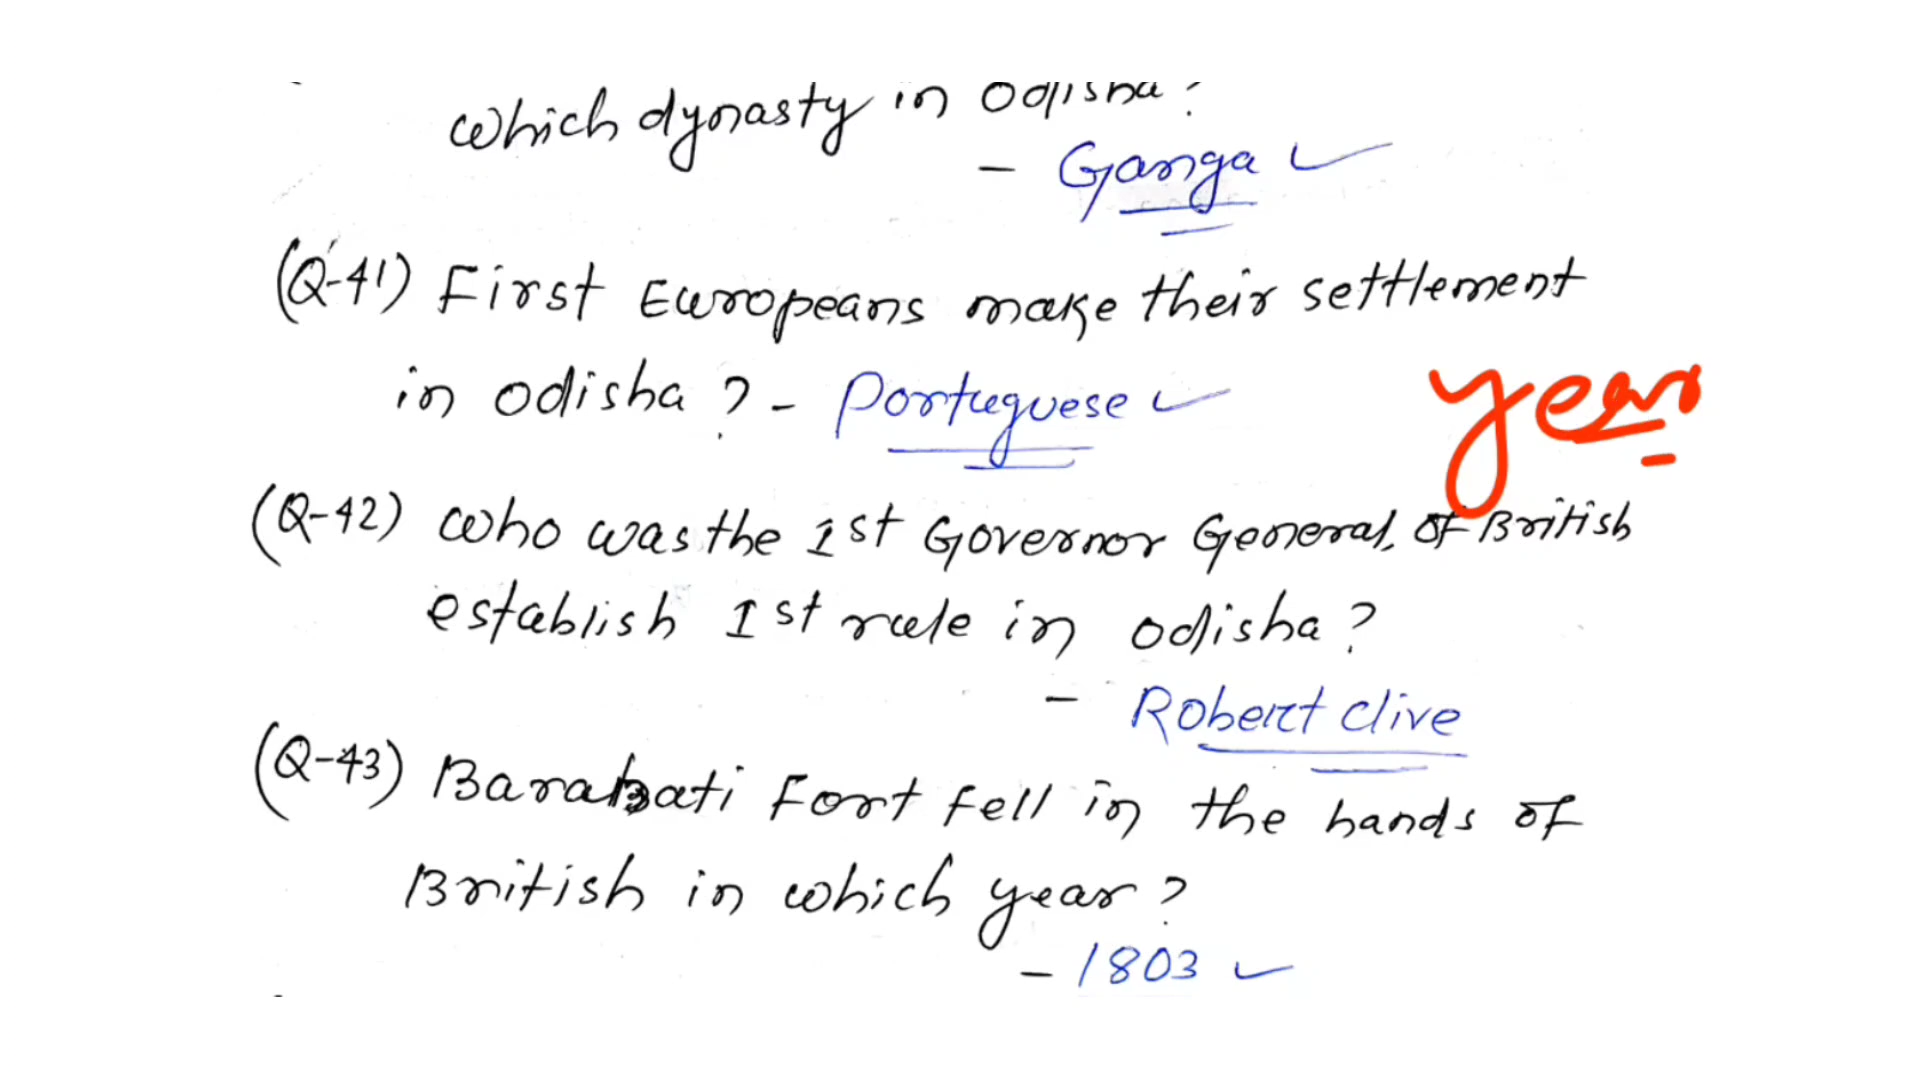 which dynasty in Odisha?
- Ganga
(Q-41) First Europeans make their settlement
in odisha ? - Portuguese
year
(Q-42) who was the 1st Governor General of British
establish 1st rule in odisha ?
- Robert clive
(Q-43) Barabati Fort fell in the hands of
British in which year ?
- 1803